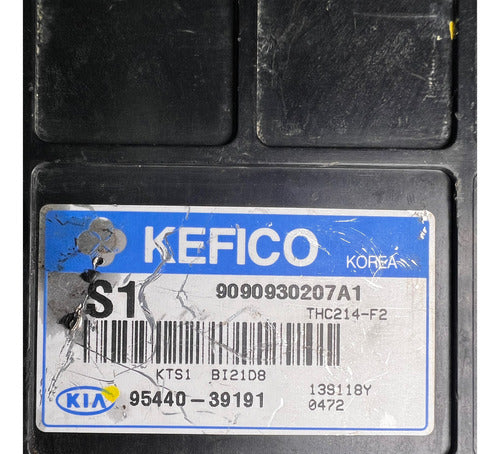 KEFICO KOREA
S1 9090930207A1
THC214-F2
KTS1 BI21D8
KIA 95440-39191 13S118Y
0472